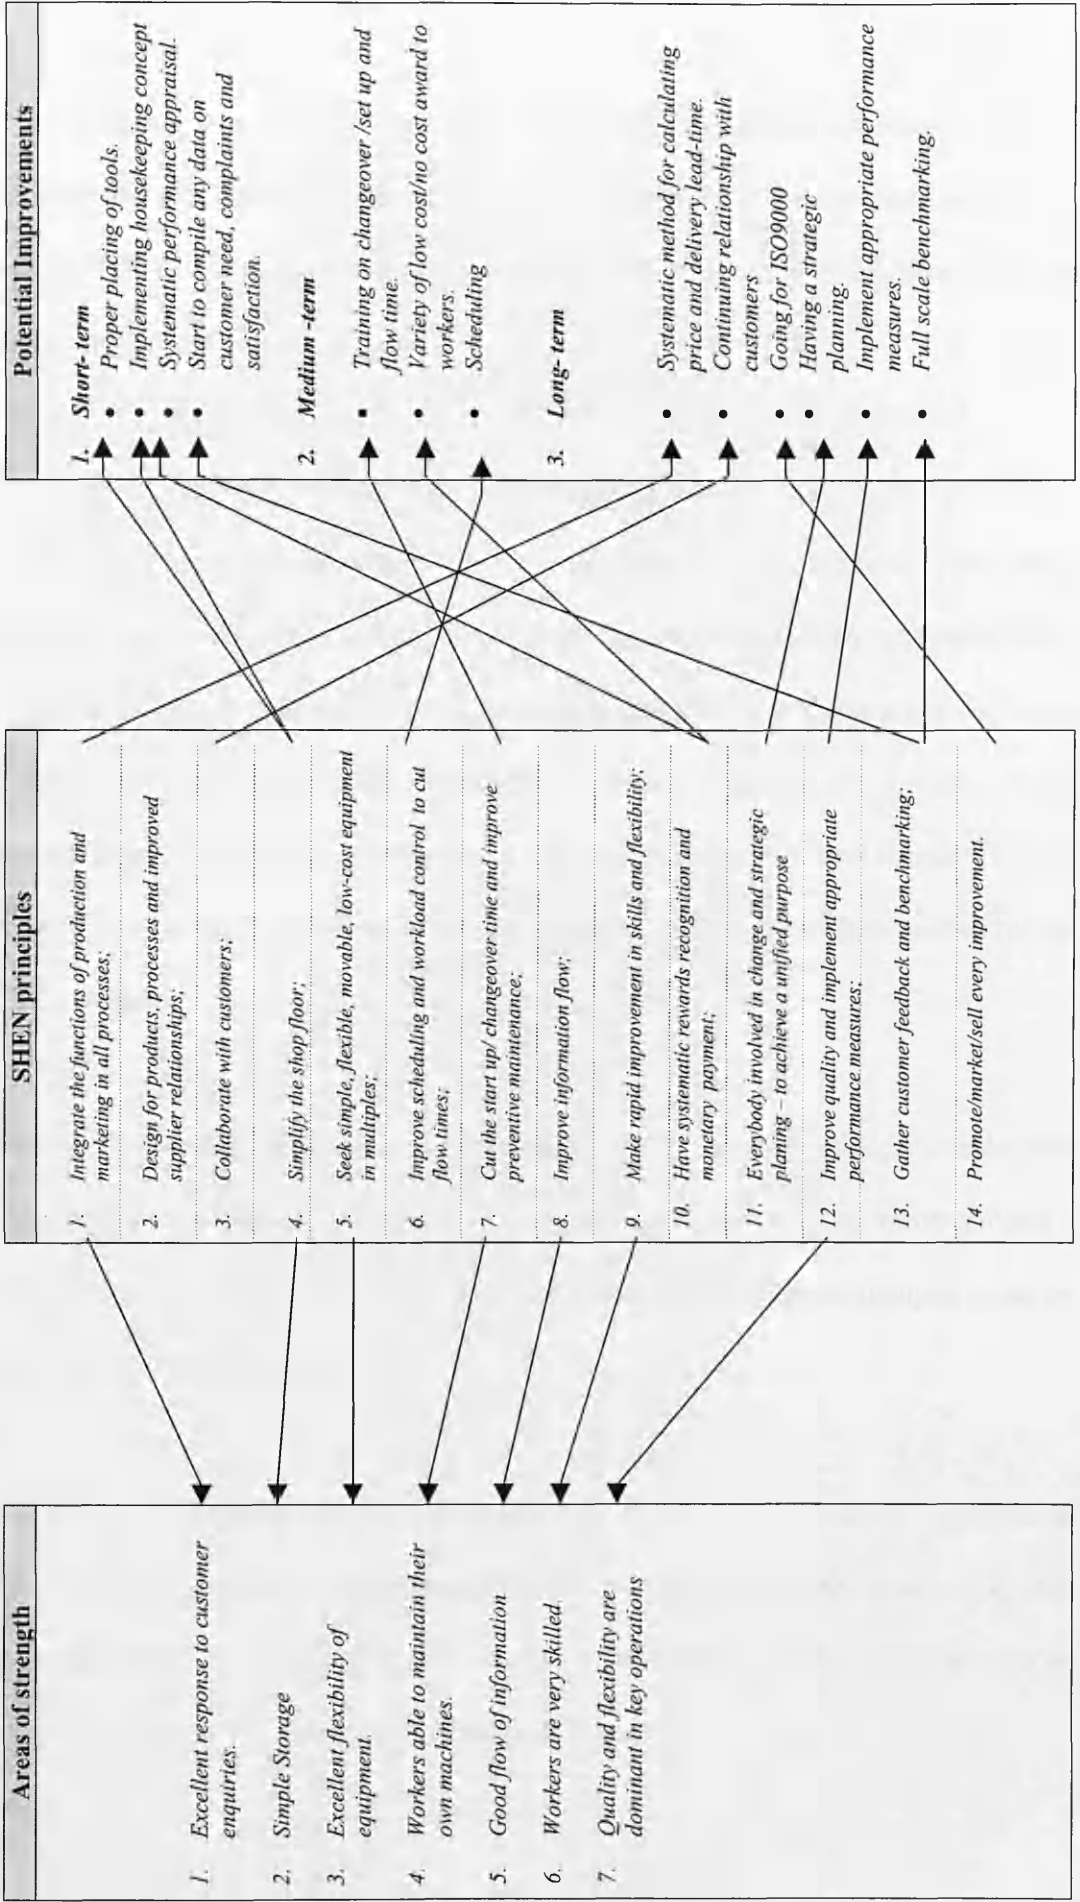 Areas of strength
1. Excellent response to customer
enquiries.
2. Simple Storage
3. Excellent flexibility of
equipment.
4. Workers able to maintain their
own machines.
5. Good flow of information
6. Workers are very skilled.
7. Quality and flexibility are
dominant in key operations
SHEN principles
1. Integrate the functions of production and
marketing in all processes;
2. Design for products, processes and improved
supplier relationships;
3. Collaborate with customers;
4. Simplify the shop floor;
5. Seek simple, flexible, movable, low-cost equipment
in multiples;
6. Improve scheduling and workload control to cut
flow times;
7. Cut the start up/ changeover time and improve
preventive maintenance;
8. Improve information flow;
9. Make rapid improvement in skills and flexibility;
10. Have systematic rewards recognition and
monetary payment;
11. Everybody involved in change and strategic
planing – to achieve a unified purpose
12. Improve quality and implement appropriate
performance measures;
13. Gather customer feedback and benchmarking;
14. Promote/market/sell every improvement.
Potential Improvements
1. Short- term
• Proper placing of tools.
• Implementing housekeeping concept
• Systematic performance appraisal.
• Start to compile any data on
customer need, complaints and
satisfaction.
2. Medium -term
▪ Training on changeover /set up and
flow time.
• Variety of low cost/no cost award to
workers.
• Scheduling
3. Long- term
• Systematic method for calculating
price and delivery lead-time.
• Continuing relationship with
customers
• Going for ISO9000
• Having a strategic
planning.
• Implement appropriate performance
measures.
• Full scale benchmarking.